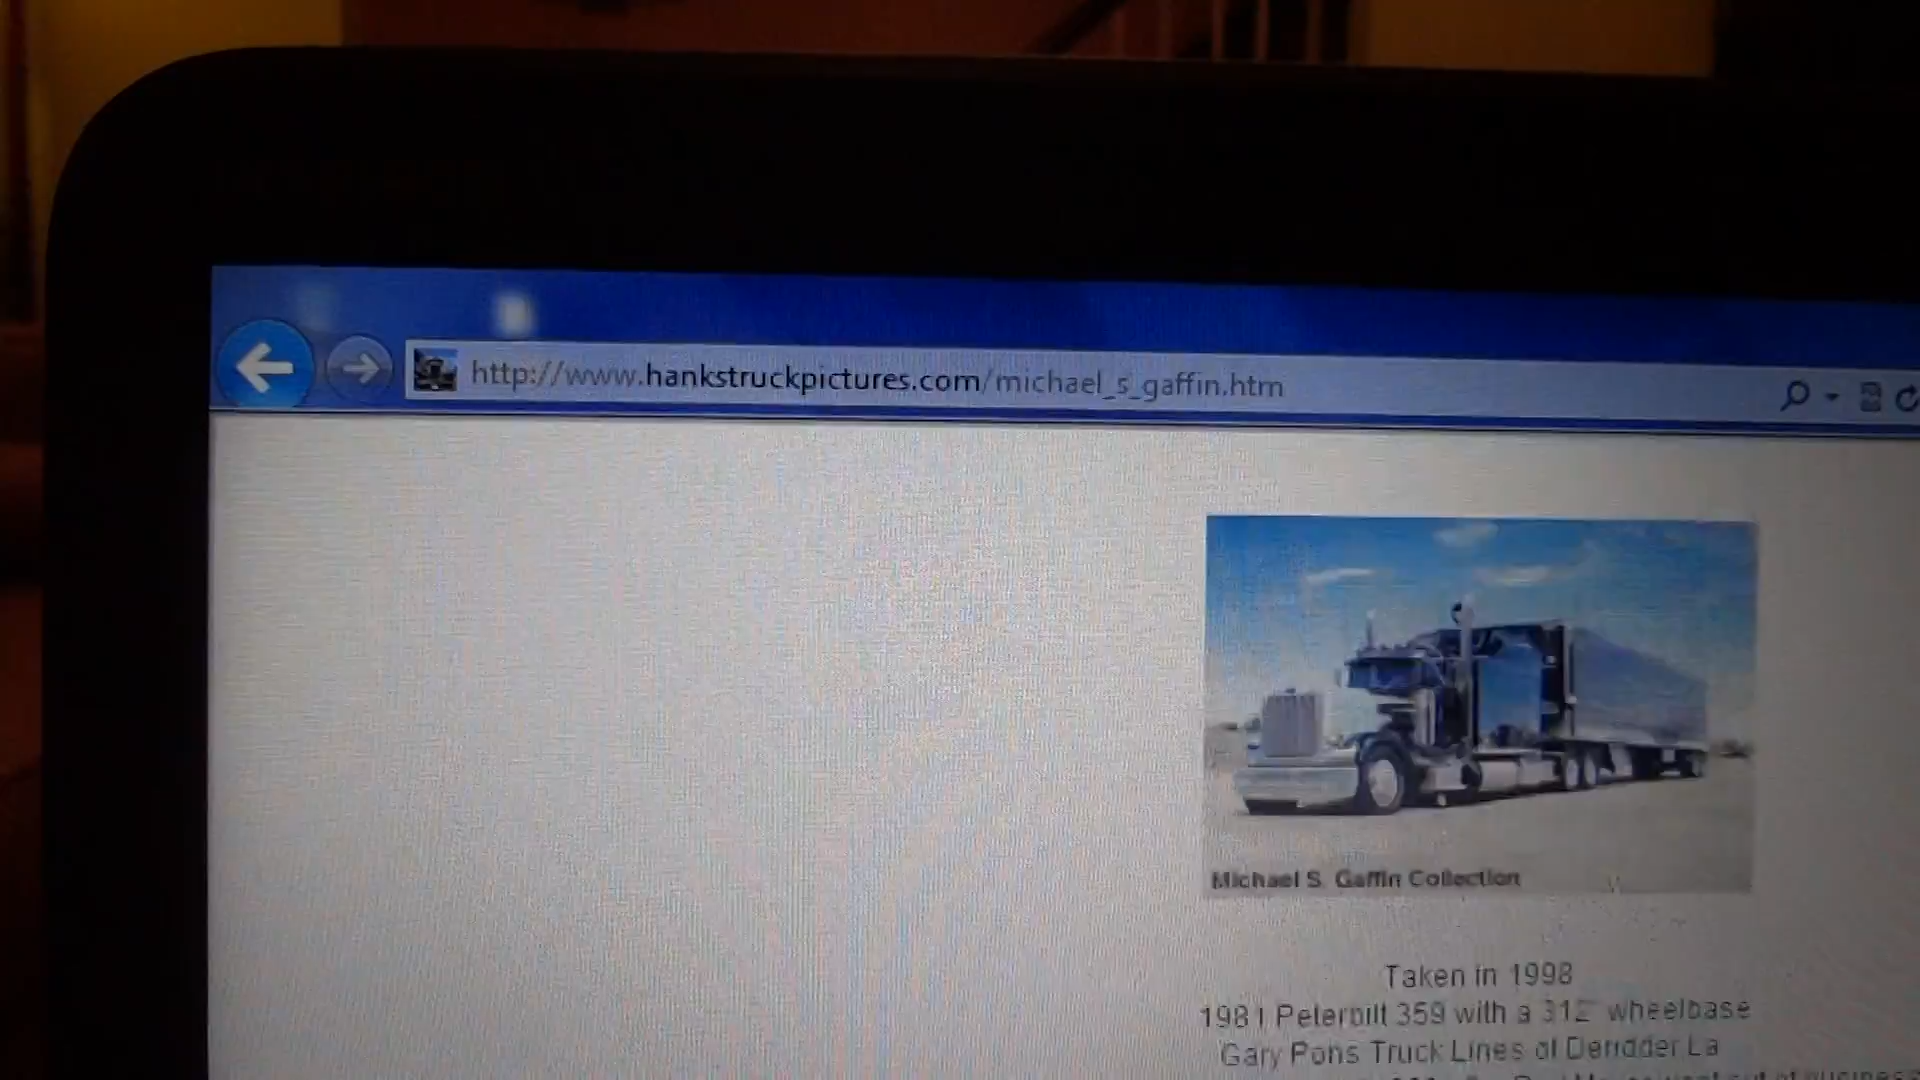 http://www.hankstruckpictures.com/michael_s_gaffin.htm
Michael S. Gaffin Collection
Taken in 1998
1981 Peterbilt 359 with a 312" wheelbase
Gary Pons Truck Lines of Deridder La